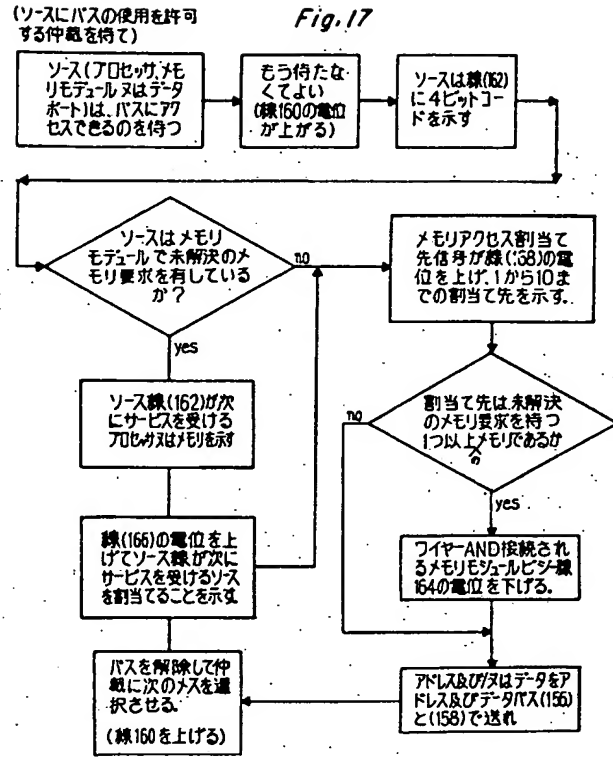 (ソースにバスの使用を許可
する仲裁を待て)
Fig.17
ソース(プロセッサ,メモ
リモデュール又はデータ
ポート)は、バスにアク
セスできるのを待つ
もう待たな
くてよい
(線160の電位
が上がる)
ソースは線(162)
に4ビットコー
ドを示す
ソースはメモリ
モデュールで未解決のメ
モリ要求を有している
か?
no
yes
メモリアクセス割当て
先信号が線(168)の電
位を上げ,1から10ま
での割当て先を示す.
ソース線(162)が次
にサービスを受ける
プロセッサ又はメモリを示す
割当て先は,未解決
のメモリ要求を持つ
1つ以上メモリであるか
の
no
yes
線(166)の電位を上
げてソース線が次に
サービスを受けるソース
を割当てることを示す.
ワイヤーAND接続され
るメモリモジュールビジー線
164の電位を下げる.
バスを解除して仲
裁に次のメスを選
択させる.
(線160を上げる)
アドレス及び/又はデータをア
ドレス及びデータバス(156)
と(158)で送れ